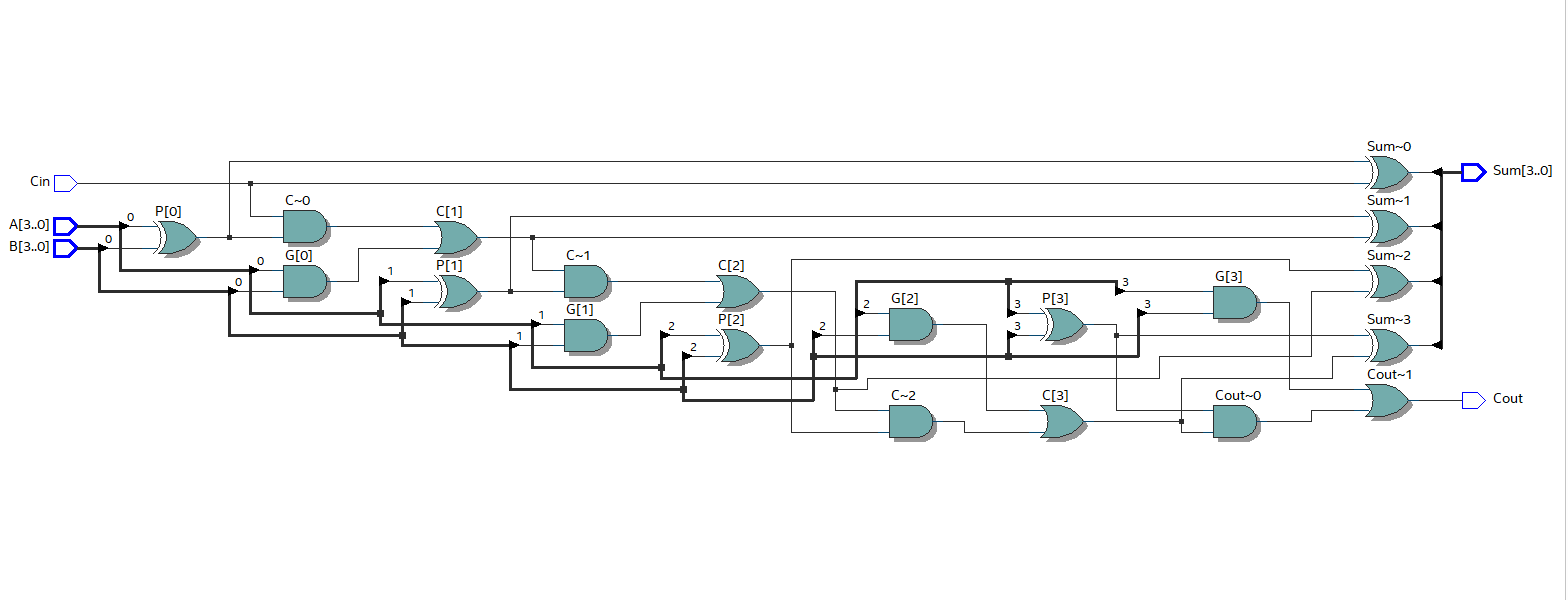 Sum~0
Cin
Sum[3..0]
C~0
Sum~1
A[3..0]
0
P[0]
C[1]
B[3..0]
0
G[0]
0
0
1
P[1]
1
C~1
C[2]
Sum~2
G[1]
1
1
2
P[2]
2
2
2
G[2]
3
P[3]
3
3
G[3]
3
Sum~3
Cout~1
C~2
C[3]
Cout~0
Cout